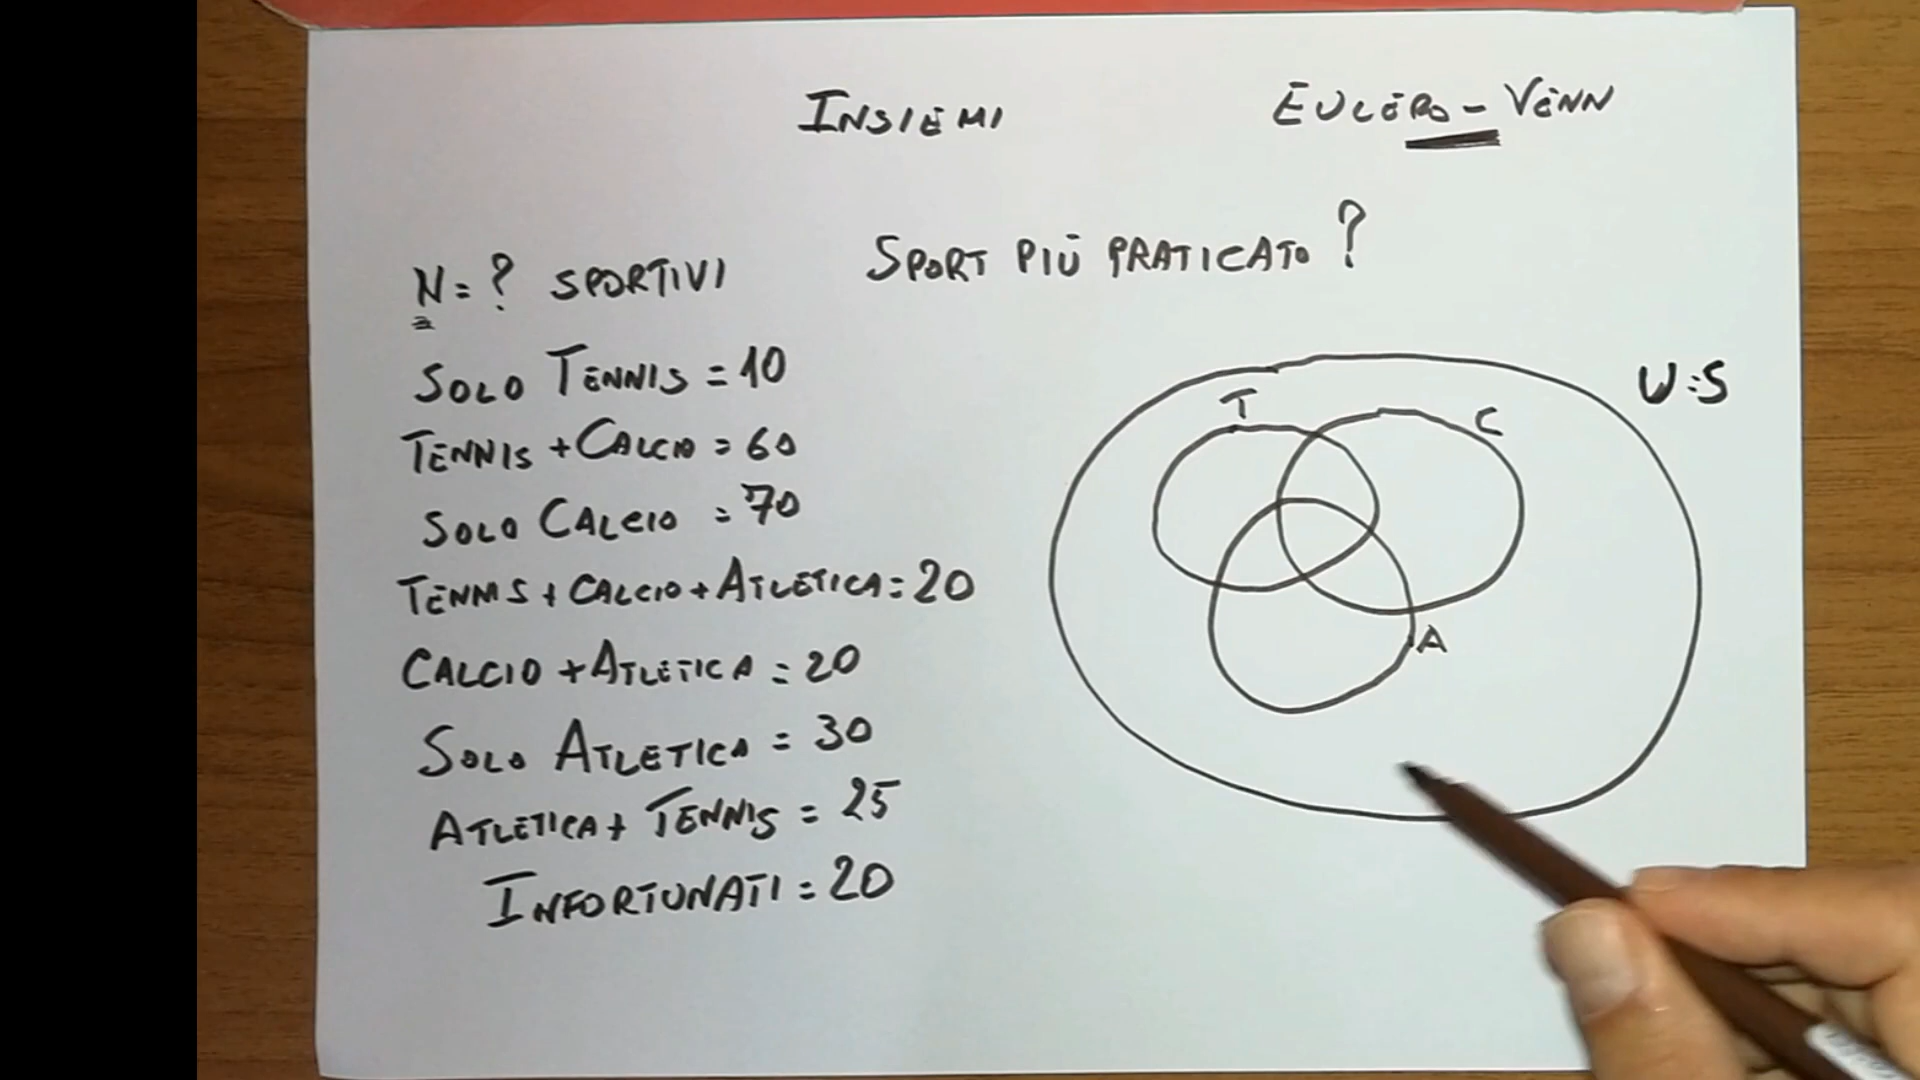 INSIEMI
EULERO-VENN
SPORT PIÙ PRATICATO?
N=? SPORTIVI
SOLO TENNIS = 10
TENNIS + CALCIO = 60
SOLO CALCIO = 70
TENNIS + CALCIO + ATLETICA = 20
CALCIO + ATLETICA = 20
SOLO ATLETICA = 30
ATLETICA + TENNIS = 25
INFORTUNATI = 20
U=S
T
C
A